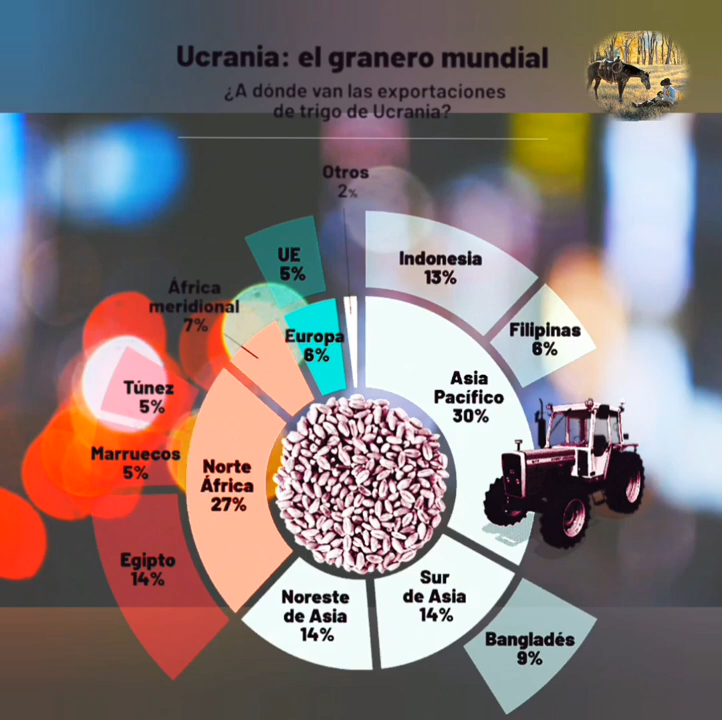 Ucrania: el granero mundial
¿A dónde van las exportaciones
de trigo de Ucrania?
Otros
2%
UE
5%
Indonesia
13%
África
meridional
7%
Europa
6%
Filipinas
6%
Asia
Pacífico
30%
Túnez
5%
Marruecos
5%
Norte
África
27%
Egipto
14%
Noreste
de Asia
14%
Sur
de Asia
14%
Bangladés
9%